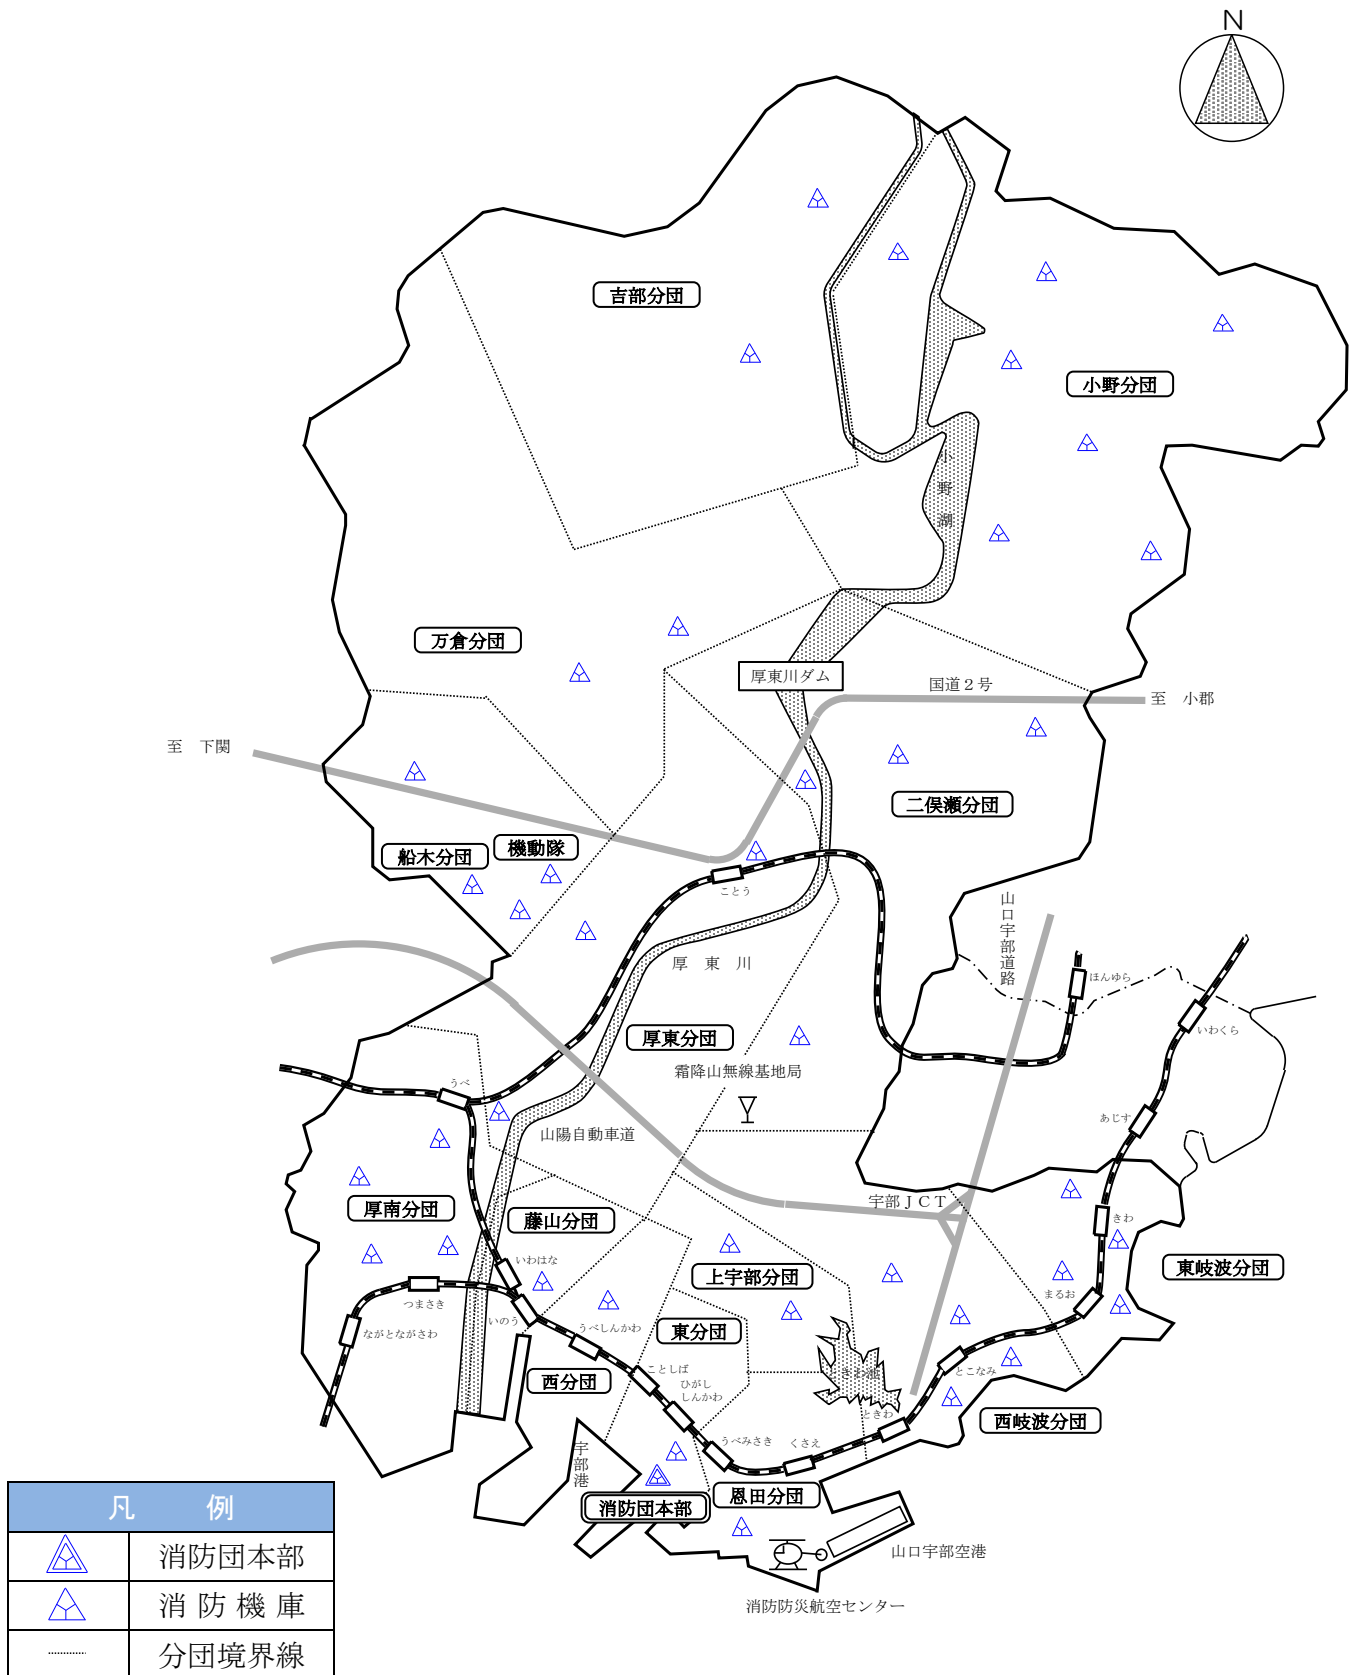 N
吉部分団
小野分団
小
野
湖
万倉分団
厚東川ダム
国道２号
至　小郡
至　下関
二俣瀬分団
船木分団
機動隊
ことう
山口宇部道路
厚　東　川
ほんゆら
いわくら
厚東分団
霜降山無線基地局
うべ
山陽自動車道
あじす
宇部ＪＣＴ
きわ
厚南分団
藤山分団
いわはな
上宇部分団
東岐波分団
まるお
つまさき
いのう
うべしんかわ
東分団
ながとながさわ
ことしば
とこなみ
西分団
ひがし
しんかわ
ときわ
西岐波分団
うべみさき
くさえ
宇部港
恩田分団
消防団本部
山口宇部空港
消防防災航空センター
凡　例
消防団本部
消防機庫
分団境界線